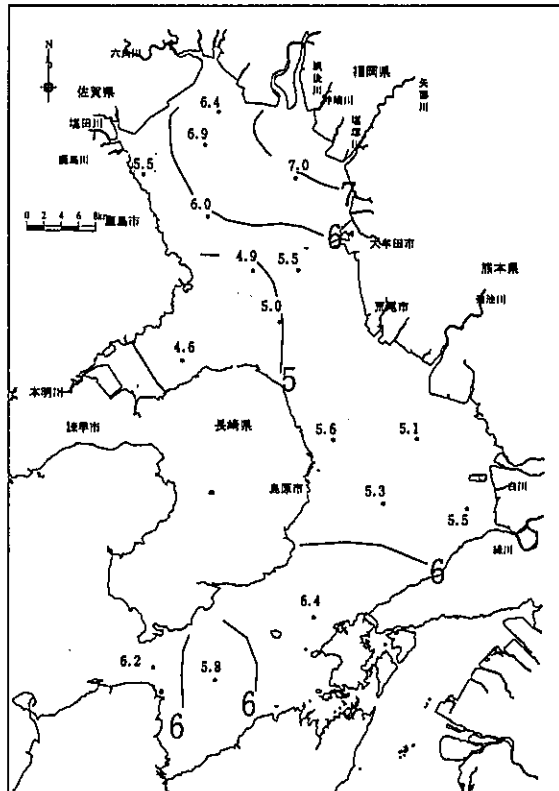 N
六角川
筑後川
福岡県
矢部川
沖端川
塩塚川
佐賀県
塩田川
鹿島川
6.4
6.9
5.5
7.0
7
6.0
0 2 4 6 8km
鹿島市
6
大牟田市
4.9
5.5
熊本県
菊池川
5.0
荒尾市
4.6
5
本明川
諫早市
長崎県
5.6
5.1
島原市
5.3
5.5
白川
緑川
6
6.4
6.2
5.8
6
6